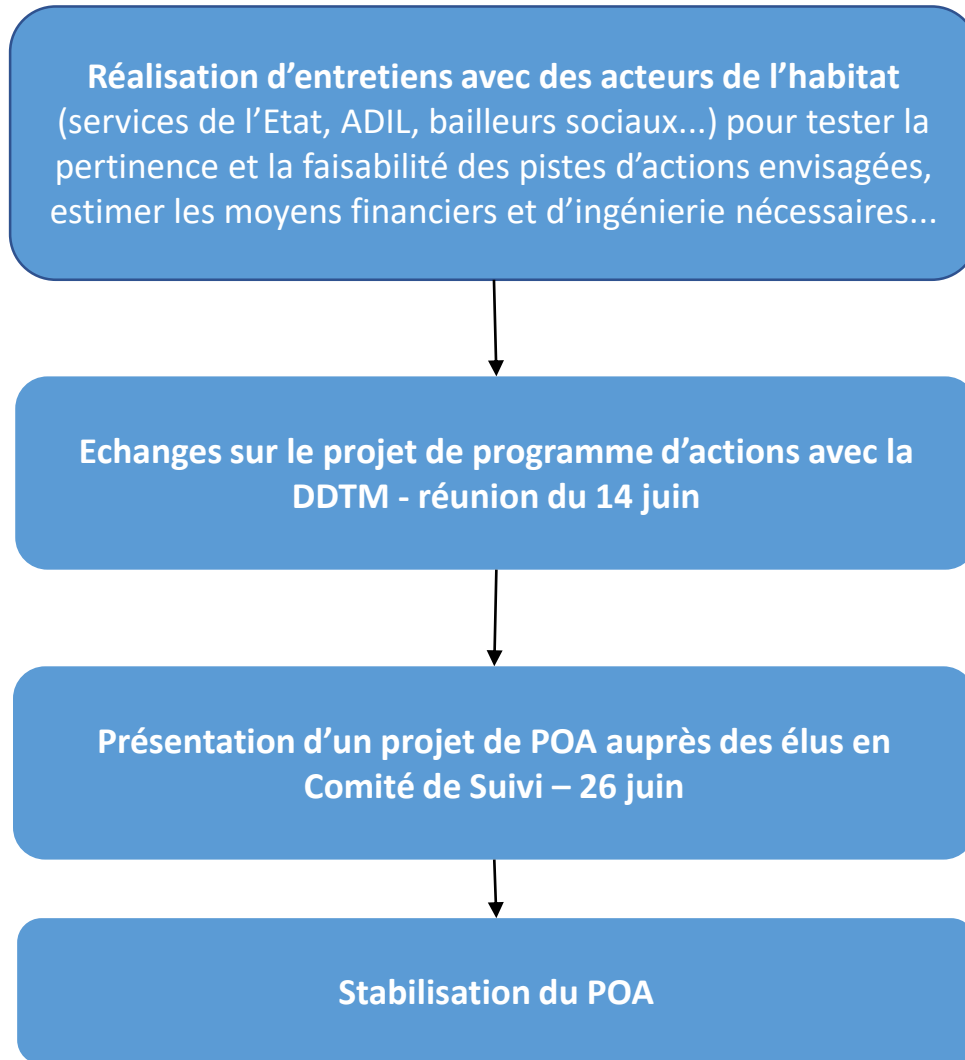 Réalisation d’entretiens avec des acteurs de l’habitat
(services de l’Etat, ADIL, bailleurs sociaux...) pour tester la
pertinence et la faisabilité des pistes d’actions envisagées,
estimer les moyens financiers et d’ingénierie nécessaires...
Echanges sur le projet de programme d’actions avec la
DDTM - réunion du 14 juin
Présentation d’un projet de POA auprès des élus en
Comité de Suivi – 26 juin
Stabilisation du POA